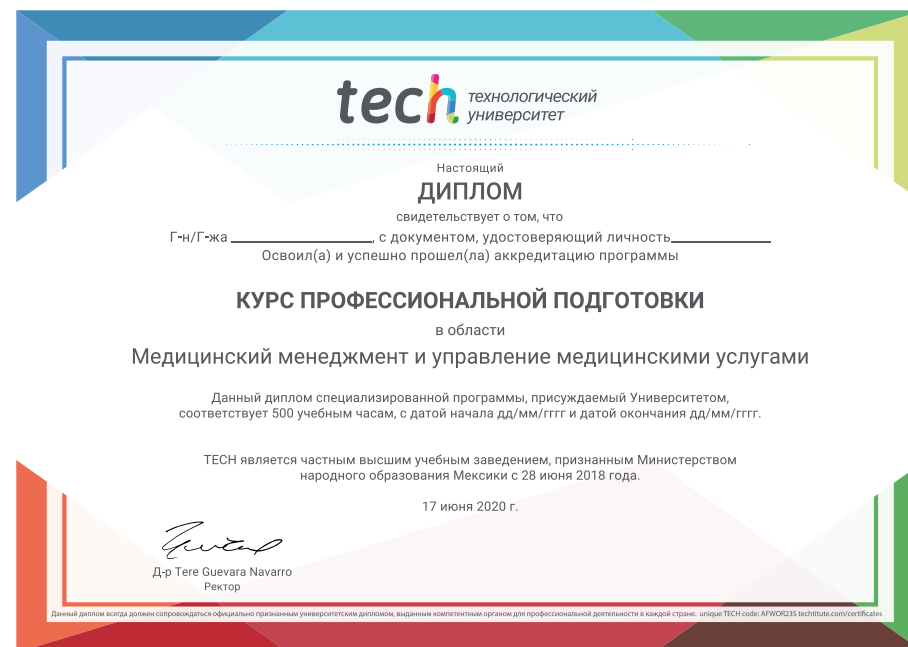 tech технологический
университет
Настоящий
ДИПЛОМ
свидетельствует о том, что
Г-н/Г-жа ____________________, с документом, удостоверяющий личность______________
Освоил(а) и успешно прошел(ла) аккредитацию программы
КУРС ПРОФЕССИОНАЛЬНОЙ ПОДГОТОВКИ
в области
Медицинский менеджмент и управление медицинскими услугами
Данный диплом специализированной программы, присуждаемый Университетом,
соответствует 500 учебным часам, с датой начала дд/мм/гггг и датой окончания дд/мм/гггг.
TECH является частным высшим учебным заведением, признанным Министерством
народного образования Мексики с 28 июня 2018 года.
17 июня 2020 г.
Д-р Tere Guevara Navarro
Ректор
Данный диплом всегда должен сопровождаться официально признанным университетским дипломом, выданным компетентным органом для профессиональной деятельности в каждой стране. unique TECH code: AFWOR235 techtitute.com/certificates